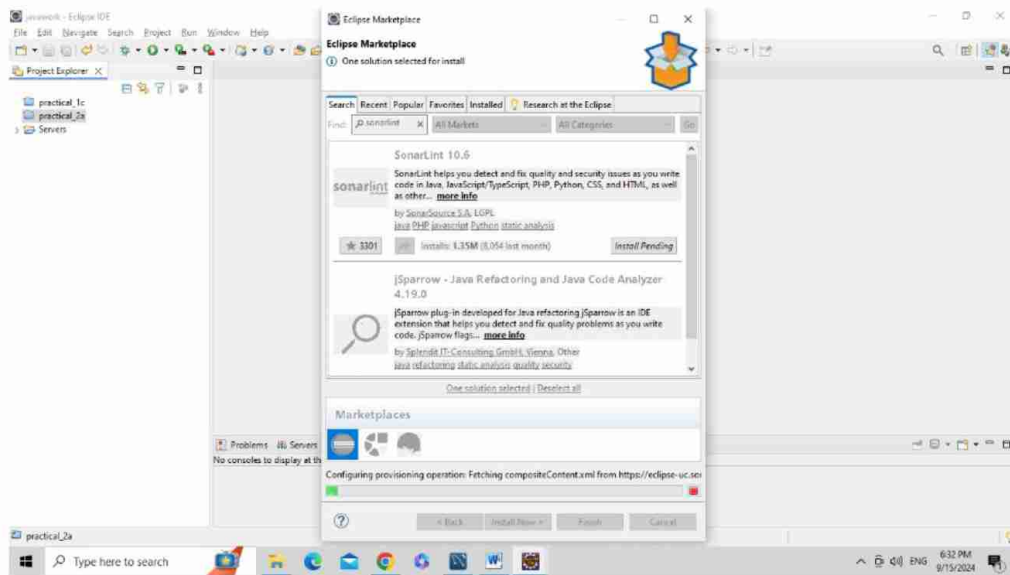 javawork - Eclipse IDE
File Edit Navigate Search Project Run Window Help
Project Explorer
practical_1c
practical_2a
Servers
Eclipse Marketplace
Eclipse Marketplace
One solution selected for install
Search Recent Popular Favorites Installed Research at the Eclipse
Find: sonarlint All Markets All Categories Go
SonarLint 10.6
SonarLint helps you detect and fix quality and security issues as you write
code in Java, JavaScript/TypeScript, PHP, Python, CSS, and HTML, as well
as other... more info
sonarlint
by SonarSource S.A, LGPL
java PHP javascript Python static analysis
3301 Installs: 1.35M (8,054 last month) Install Pending
jSparrow - Java Refactoring and Java Code Analyzer
4.19.0
jSparrow plug-in developed for Java refactoring jSparrow is an IDE
extension that helps you detect and fix quality problems as you write
code. jSparrow flags... more info
by Splendit IT-Consulting GmbH, Vienna, Other
java refactoring static analysis quality security
One solution selected | Deselect all
Marketplaces
Configuring provisioning operation: Fetching compositeContent.xml from https://eclipse-uc.sor
< Back Install Now > Finish Cancel
Problems Servers
No consoles to display at th
practical_2a
Type here to search
ENG
6:32 PM
9/15/2024